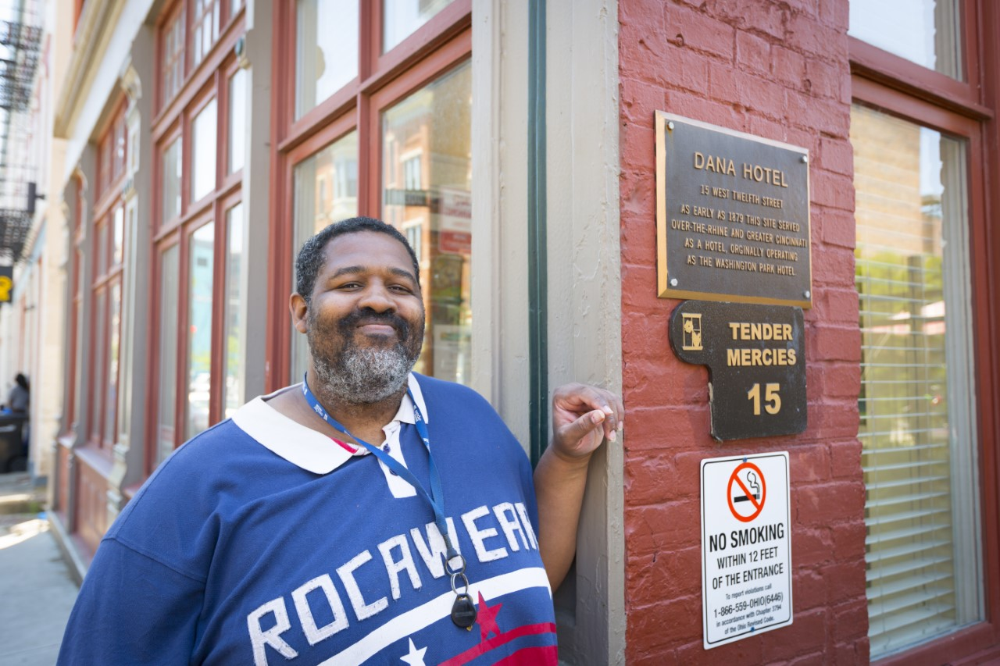 DANA HOTEL
15 WEST TWELFTH STREET
AS EARLY AS 1879 THIS SITE SERVED
OVER-THE-RHINE AND GREATER CINCINNATI
AS A HOTEL, ORGINALLY OPERATING
AS THE WASHINGTON PARK HOTEL.
TENDER
MERCIES
15
NO SMOKING
WITHIN 12 FEET
OF THE ENTRANCE
To report violations call
1-866-559-OHIO(6446)
in accordance with Chapter 3794
of the Ohio Revised Code.
ROCAWEAR